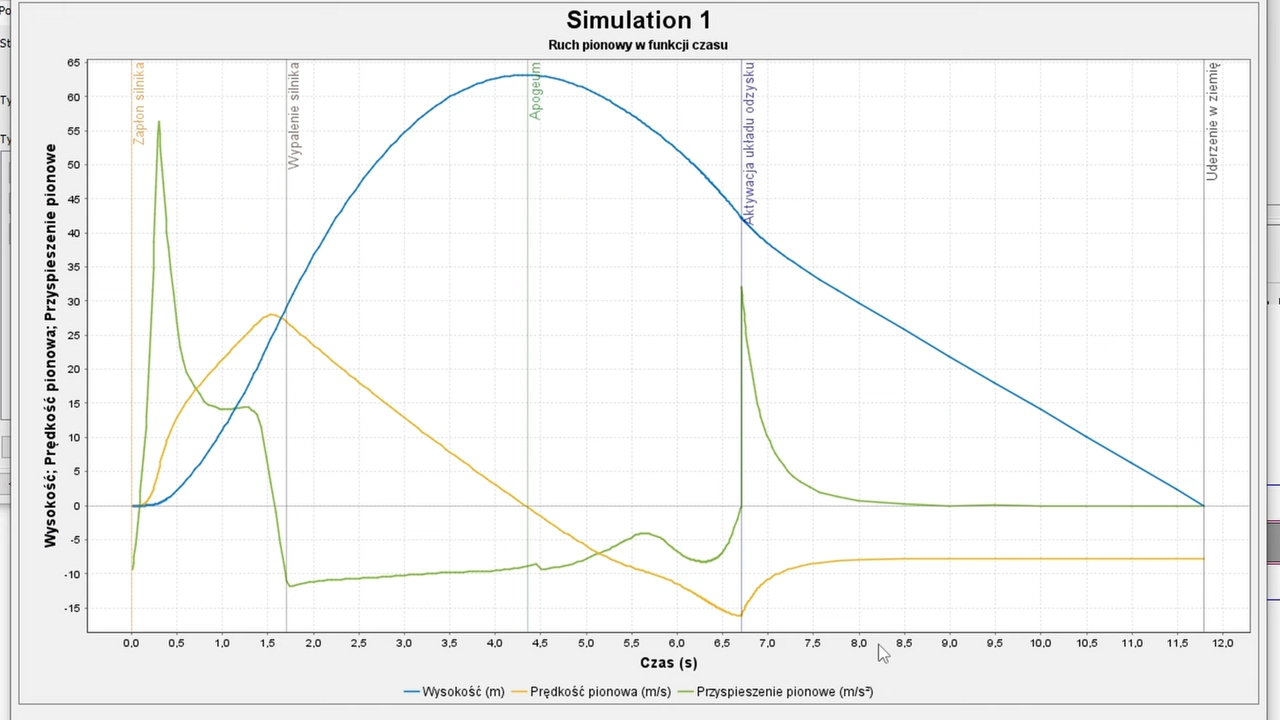 Po
St
Ty
Ty
Simulation 1
Ruch pionowy w funkcji czasu
Wysokość; Prędkość pionowa; Przyspieszenie pionowe
65
60
55
50
45
40
35
30
25
20
15
10
5
0
-5
-10
-15
Zapłon silnika
Wypalenie silnika
Apogeum
Aktywacja układu odzysku
Uderzenie w ziemię
0,0 0,5 1,0 1,5 2,0 2,5 3,0 3,5 4,0 4,5 5,0 5,5 6,0 6,5 7,0 7,5 8,0 8,5 9,0 9,5 10,0 10,5 11,0 11,5 12,0
Czas (s)
Wysokość (m) Prędkość pionowa (m/s) Przyspieszenie pionowe (m/s²)